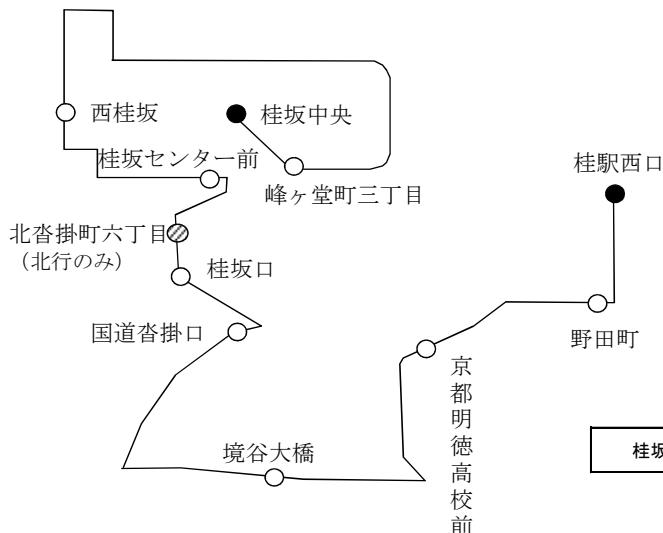 西桂坂
桂坂中央
桂坂センター前
峰ヶ堂町三丁目
桂駅西口
北沓掛町六丁目
（北行のみ）
桂坂口
国道沓掛口
野田町
京都明徳高校前
境谷大橋
桂坂